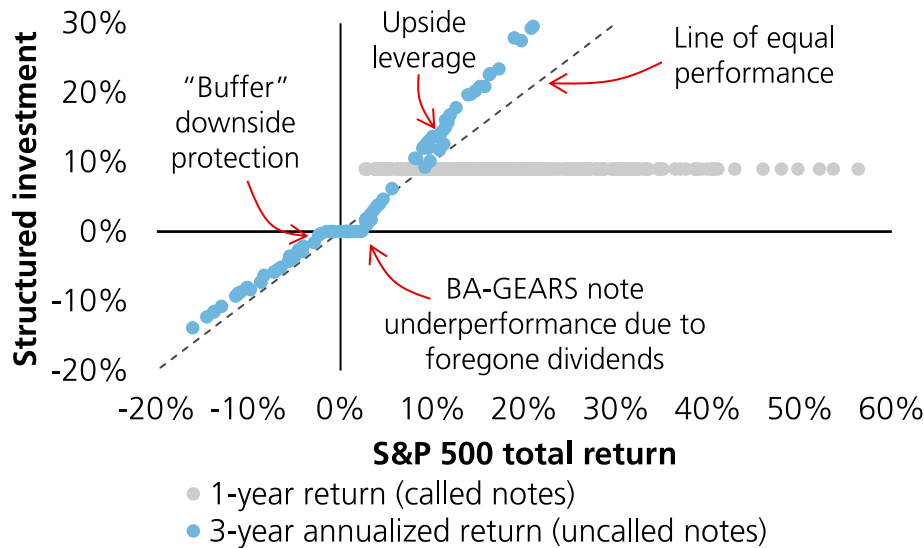 30%
20%
10%
0%
-10%
-20%
Structured investment
Upside
leverage
Line of equal
performance
“Buffer”
downside
protection
BA-GEARS note
underperformance due to
foregone dividends
-20% -10% 0% 10% 20% 30% 40% 50% 60%
S&P 500 total return
1-year return (called notes)
3-year annualized return (uncalled notes)